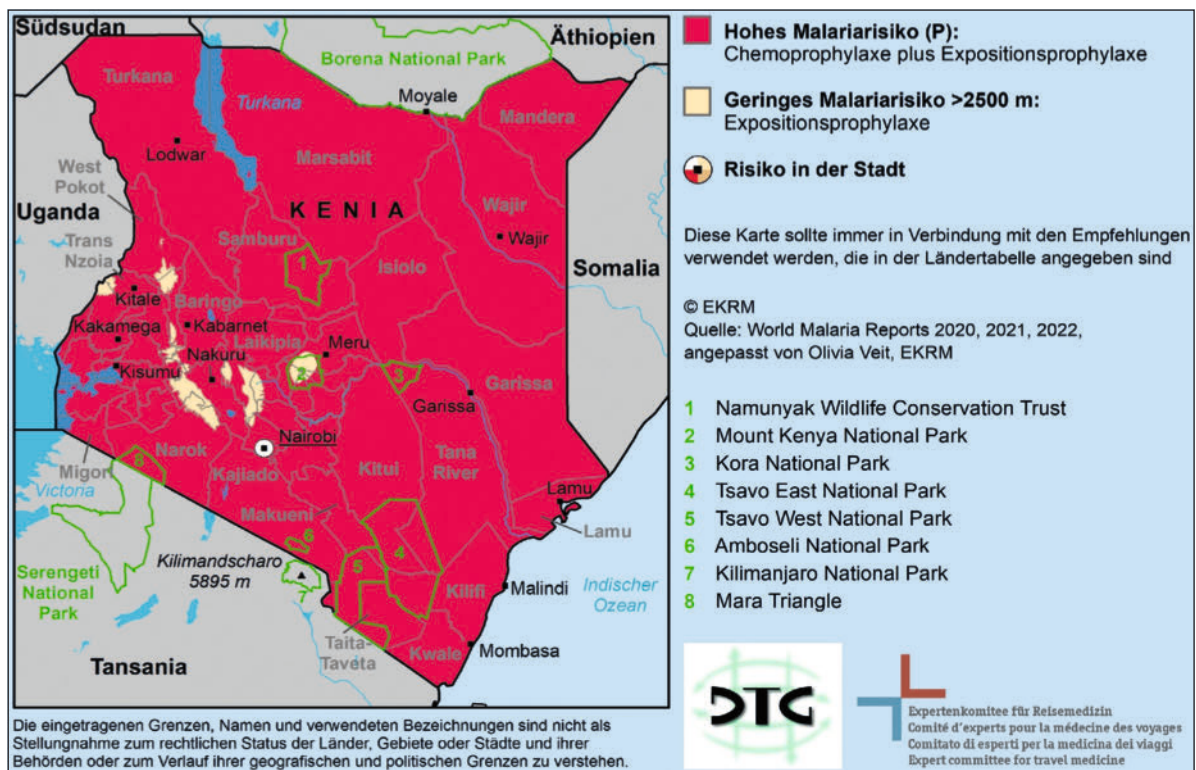 Südsudan
Äthiopien
Borena National Park
Turkana
Turkana
Moyale
Mandera
Lodwar
Marsabit
West
Pokot
KENIA
Uganda
Wajir
Samburu
Wajir
Trans
Nzoia
1
Isiolo
Somalia
Kitale
Baringo
Kakamega
Kabarnet
Laikipia
Meru
Nakuru
Kisumu
2
3
Garissa
Garissa
Nairobi
Narok
Migori
8
Kajiado
Kitui
Tana
River
Victoria
Lamu
Makueni
Lamu
6
4
Kilimandscharo
5895 m
5
7
Serengeti
National
Park
Kilifi
Malindi
Indischer
Ozean
Taita-
Taveta
Kwale
Mombasa
Tansania
Die eingetragenen Grenzen, Namen und verwendeten Bezeichnungen sind nicht als
Stellungnahme zum rechtlichen Status der Länder, Gebiete oder Städte und ihrer
Behörden oder zum Verlauf ihrer geografischen und politischen Grenzen zu verstehen.
Hohes Malariarisiko (P):
Chemoprophylaxe plus Expositionsprophylaxe
Geringes Malariarisiko >2500 m:
Expositionsprophylaxe
Risiko in der Stadt
Diese Karte sollte immer in Verbindung mit den Empfehlungen
verwendet werden, die in der Ländertabelle angegeben sind
© EKRM
Quelle: World Malaria Reports 2020, 2021, 2022,
angepasst von Olivia Veit, EKRM
1 Namunyak Wildlife Conservation Trust
2 Mount Kenya National Park
3 Kora National Park
4 Tsavo East National Park
5 Tsavo West National Park
6 Amboseli National Park
7 Kilimanjaro National Park
8 Mara Triangle
DTG
Expertenkomitee für Reisemedizin
Comité d'experts pour la médecine des voyages
Comitato di esperti per la medicina dei viaggi
Expert committee for travel medicine